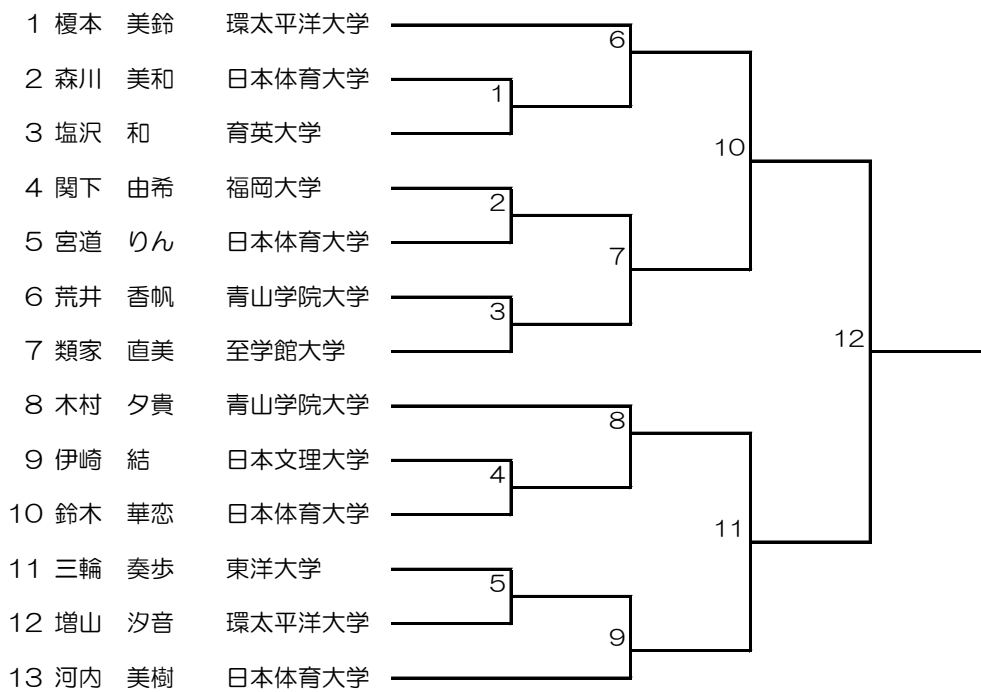 1 榎本 美鈴 環太平洋大学
6
2 森川 美和 日本体育大学
1
3 塩沢 和 育英大学
10
4 関下 由希 福岡大学
2
5 宮道 りん 日本体育大学
7
6 荒井 香帆 青山学院大学
3
7 類家 直美 至学館大学
12
8 木村 夕貴 青山学院大学
8
9 伊崎 結 日本文理大学
4
10 鈴木 華恋 日本体育大学
11
11 三輪 奏歩 東洋大学
5
12 増山 汐音 環太平洋大学
9
13 河内 美樹 日本体育大学